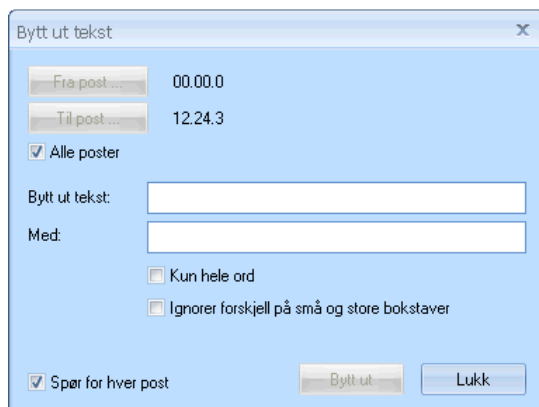 Bytt ut tekst
Fra post ... 00.00.0
Til post ... 12.24.3
Alle poster
Bytt ut tekst:
Med:
Kun hele ord
Ignorer forskjell på små og store bokstaver
Spør for hver post Bytt ut Lukk